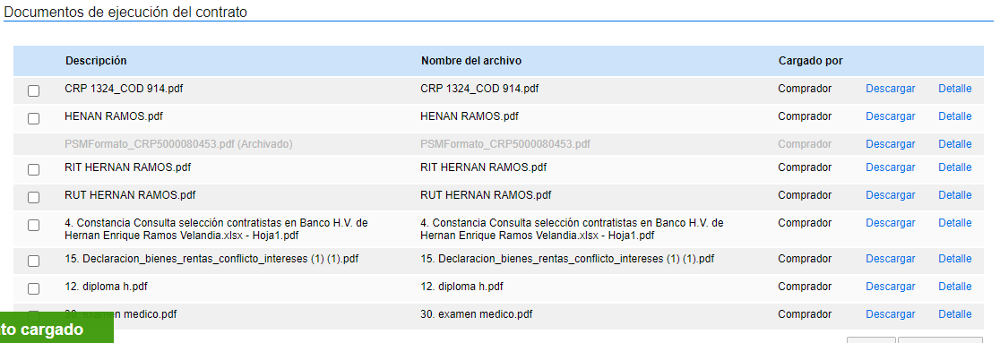 Documentos de ejecución del contrato
Descripción Nombre del archivo Cargado por
CRP 1324_COD 914.pdf CRP 1324_COD 914.pdf Comprador Descargar Detalle
HENAN RAMOS.pdf HENAN RAMOS.pdf Comprador Descargar Detalle
PSMFormato_CRP5000080453.pdf (Archivado) PSMFormato_CRP5000080453.pdf Comprador Descargar Detalle
RIT HERNAN RAMOS.pdf RIT HERNAN RAMOS.pdf Comprador Descargar Detalle
RUT HERNAN RAMOS.pdf RUT HERNAN RAMOS.pdf Comprador Descargar Detalle
4. Constancia Consulta selección contratistas en Banco H.V. de 4. Constancia Consulta selección contratistas en Banco H.V. de Comprador Descargar Detalle
Hernan Enrique Ramos Velandia.xlsx - Hoja1.pdf Hernan Enrique Ramos Velandia.xlsx - Hoja1.pdf
15. Declaracion_bienes_rentas_conflicto_intereses (1) (1).pdf 15. Declaracion_bienes_rentas_conflicto_intereses (1) (1).pdf Comprador Descargar Detalle
12. diploma h.pdf 12. diploma h.pdf Comprador Descargar Detalle
30. examen medico.pdf 30. examen medico.pdf Comprador Descargar Detalle
to cargado